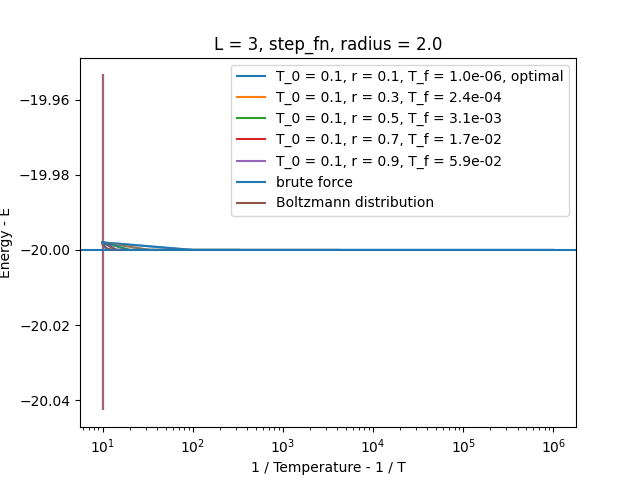 L = 3, step_fn, radius = 2.0
T_0 = 0.1, r = 0.1, T_f = 1.0e-06, optimal
T_0 = 0.1, r = 0.3, T_f = 2.4e-04
T_0 = 0.1, r = 0.5, T_f = 3.1e-03
T_0 = 0.1, r = 0.7, T_f = 1.7e-02
T_0 = 0.1, r = 0.9, T_f = 5.9e-02
brute force
Boltzmann distribution
Energy - E
−19.96
−19.98
−20.00
−20.02
−20.04
10¹ 10² 10³ 10⁴ 10⁵ 10⁶
1 / Temperature - 1 / T